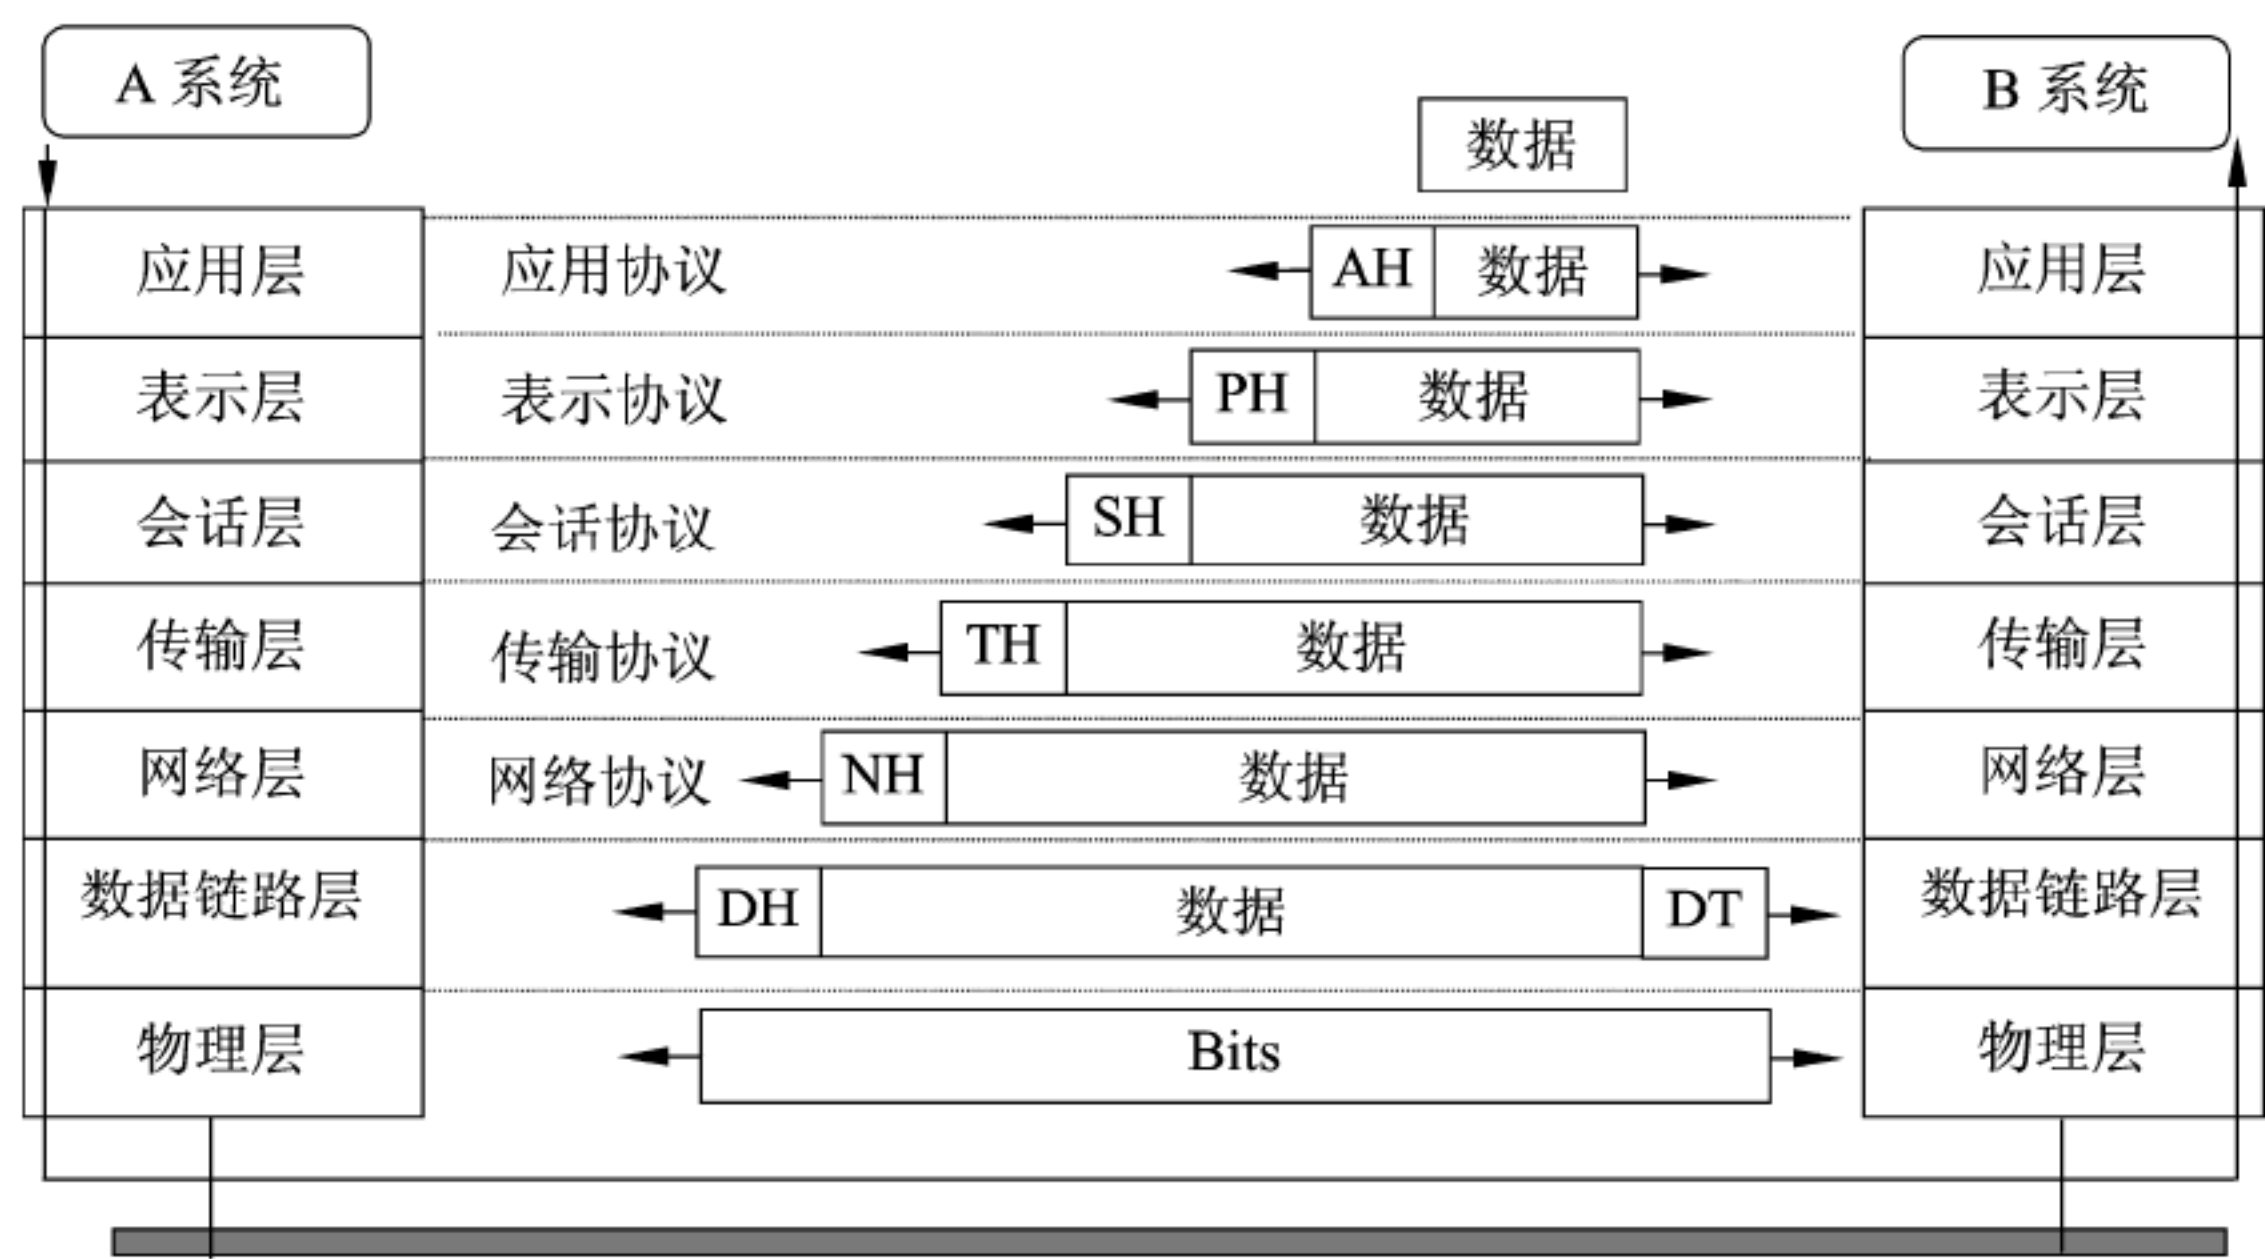 A 系统
B 系统
数据
应用层 应用协议 AH 数据 应用层
表示层 表示协议 PH 数据 表示层
会话层 会话协议 SH 数据 会话层
传输层 传输协议 TH 数据 传输层
网络层 网络协议 NH 数据 网络层
数据链路层 DH 数据 DT 数据链路层
物理层 Bits 物理层